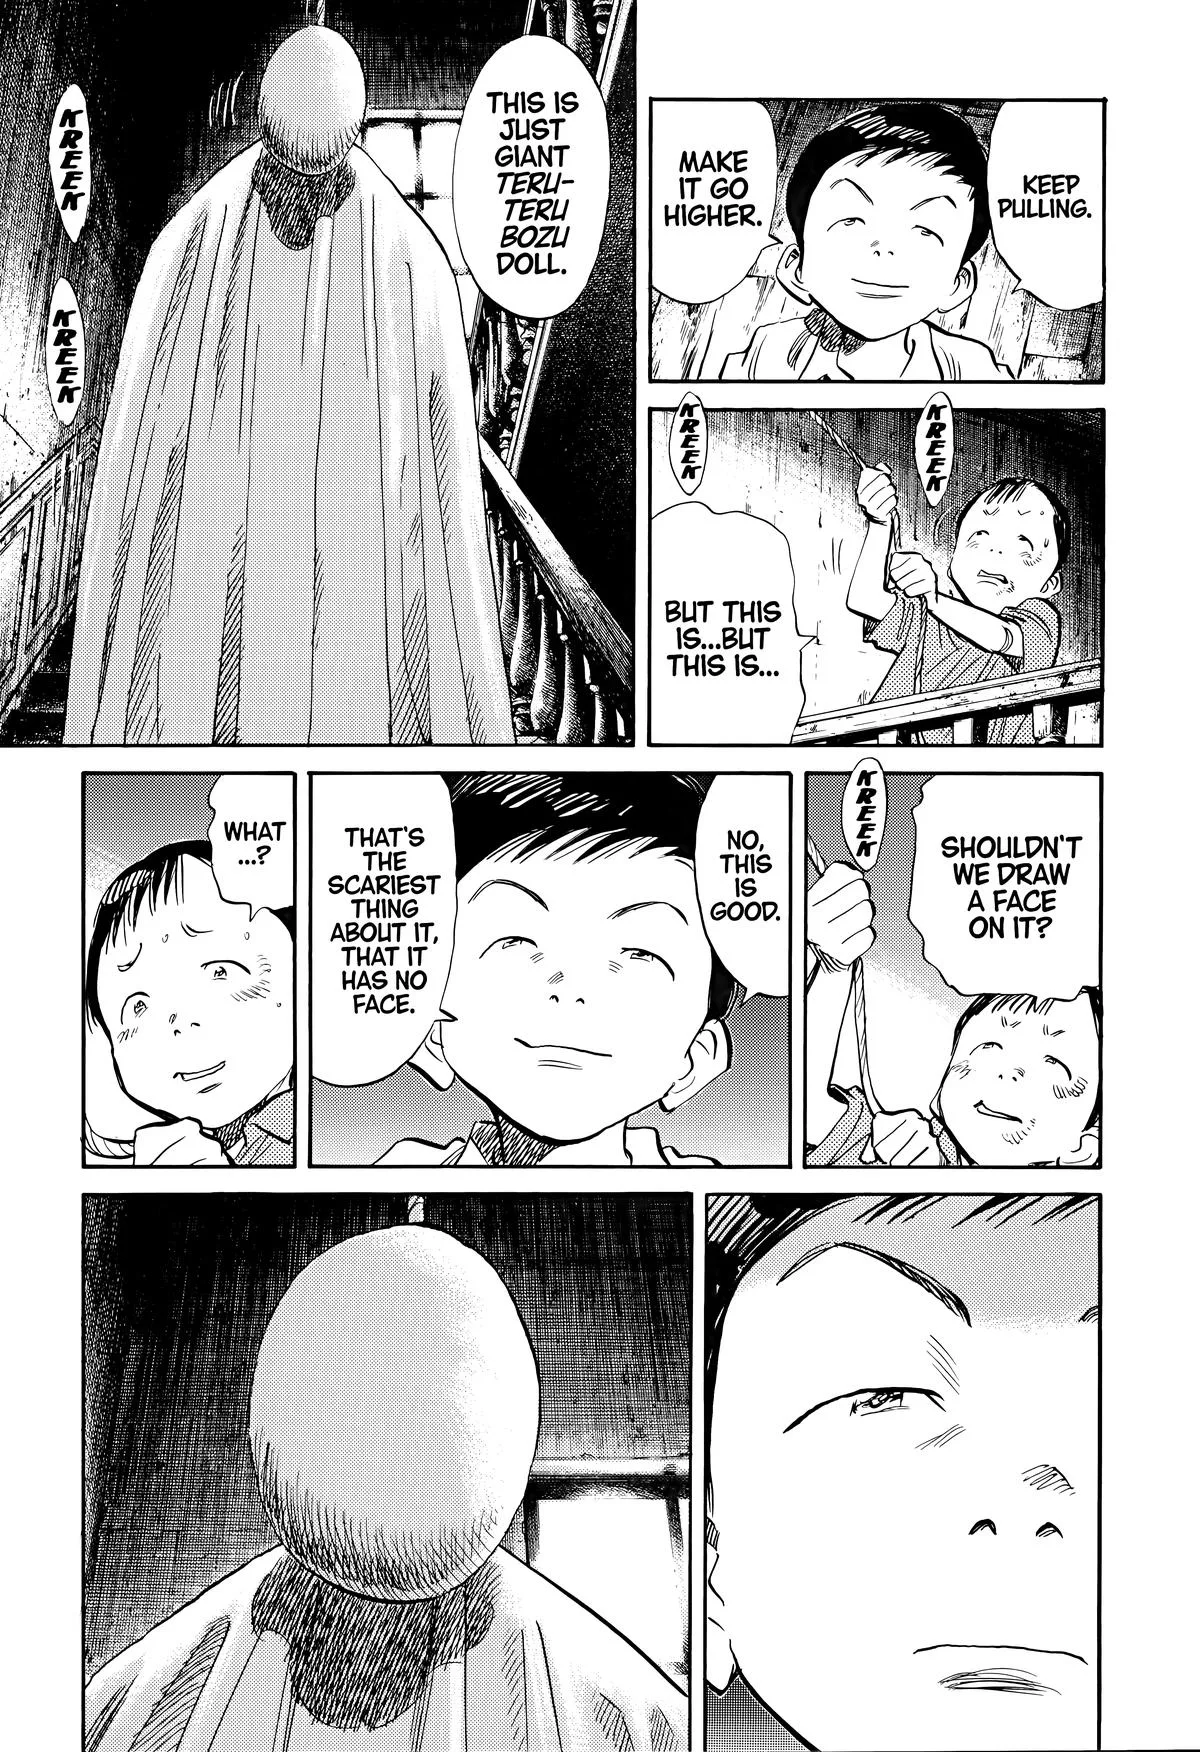 KEEP
PULLING.
MAKE
IT GO
HIGHER.
KREEK
KREEK
BUT THIS
IS...BUT
THIS IS...
THIS IS
JUST
GIANT
TERU-
TERU
BOZU
DOLL.
KREEK
KREEK
SHOULDN'T
WE DRAW
A FACE
ON IT?
KREEK
NO,
THIS
IS
GOOD.
THAT'S
THE
SCARIEST
THING
ABOUT IT,
THAT IT
HAS NO
FACE.
WHAT
...?